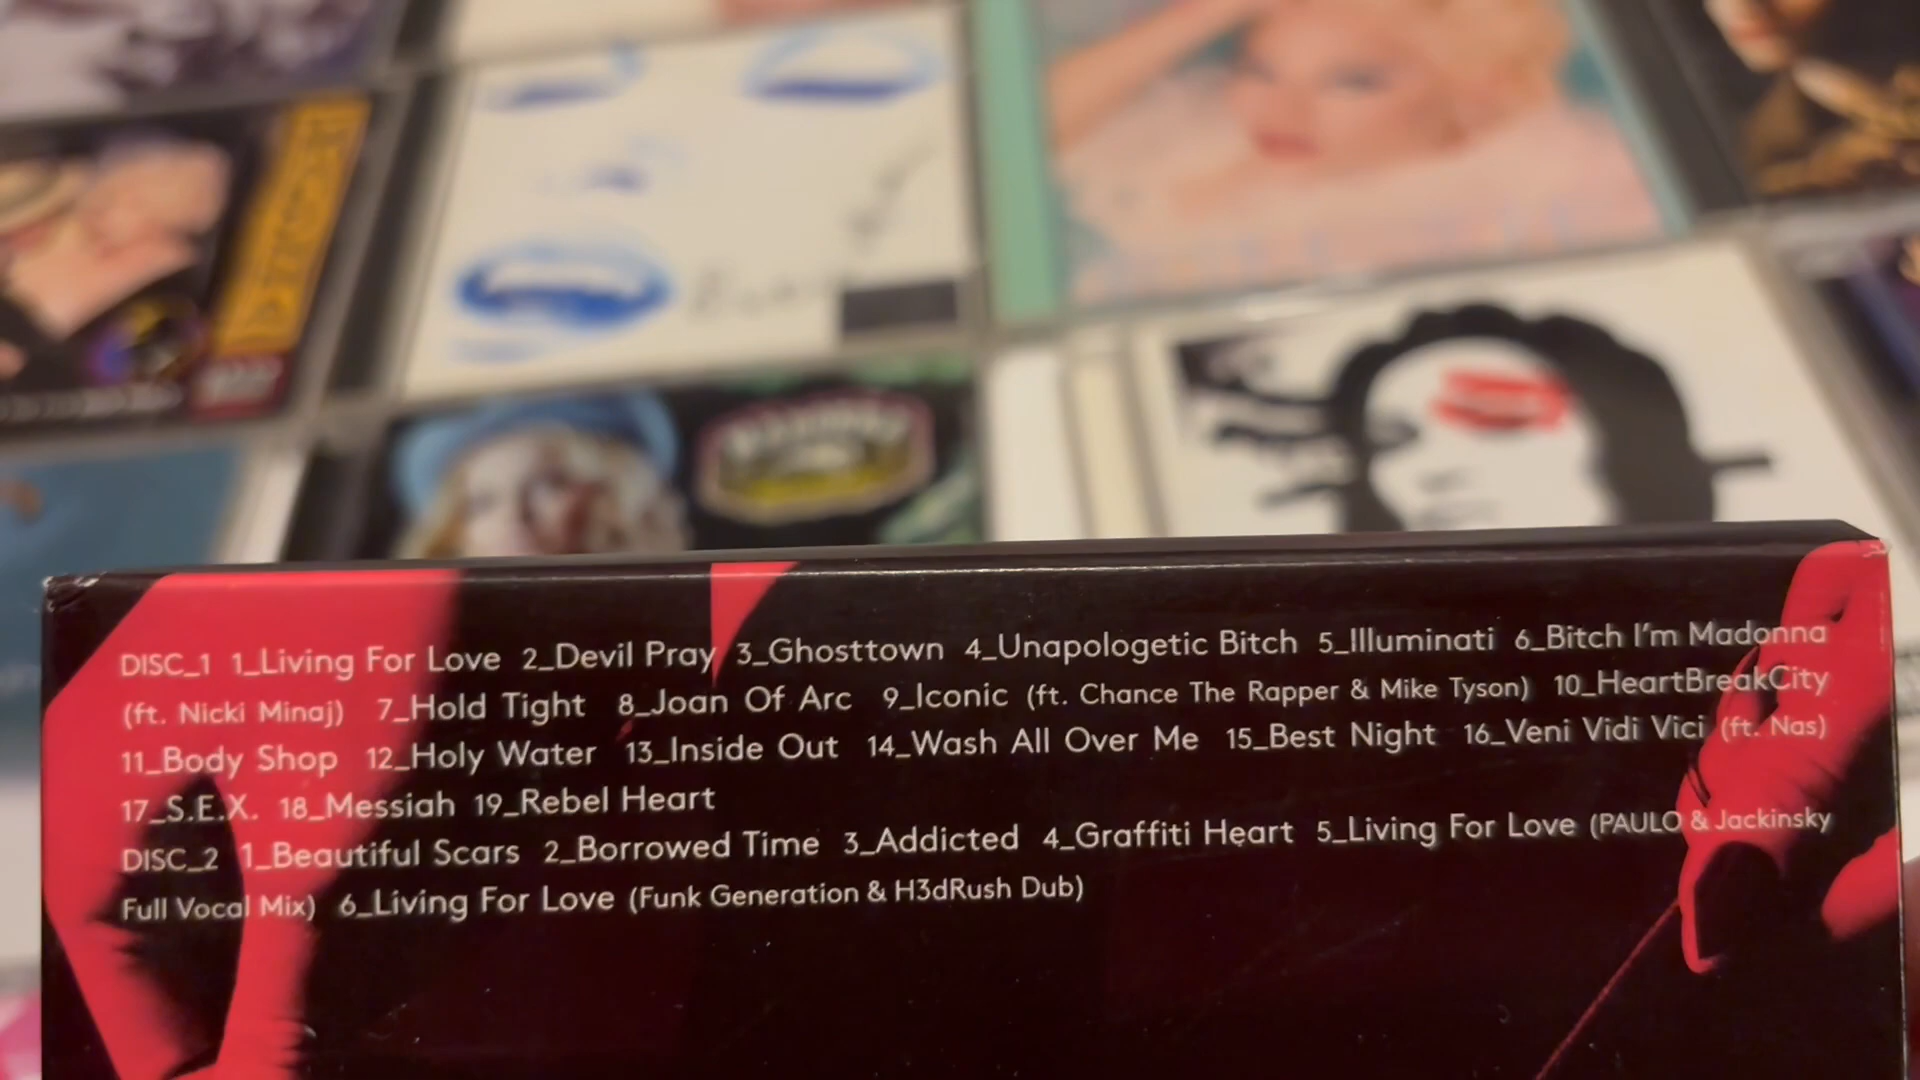 DISC_1 1_Living For Love 2_Devil Pray 3_Ghosttown 4_Unapologetic Bitch 5_Illuminati 6_Bitch I'm Madonna
(ft. Nicki Minaj) 7_Hold Tight 8_Joan Of Arc 9_Iconic (ft. Chance The Rapper & Mike Tyson) 10_HeartBreakCity
11_Body Shop 12_Holy Water 13_Inside Out 14_Wash All Over Me 15_Best Night 16_Veni Vidi Vici (ft. Nas)
17_S.E.X. 18_Messiah 19_Rebel Heart
DISC_2 1_Beautiful Scars 2_Borrowed Time 3_Addicted 4_Graffiti Heart 5_Living For Love (PAULO & Jackinsky
Full Vocal Mix) 6_Living For Love (Funk Generation & H3dRush Dub)